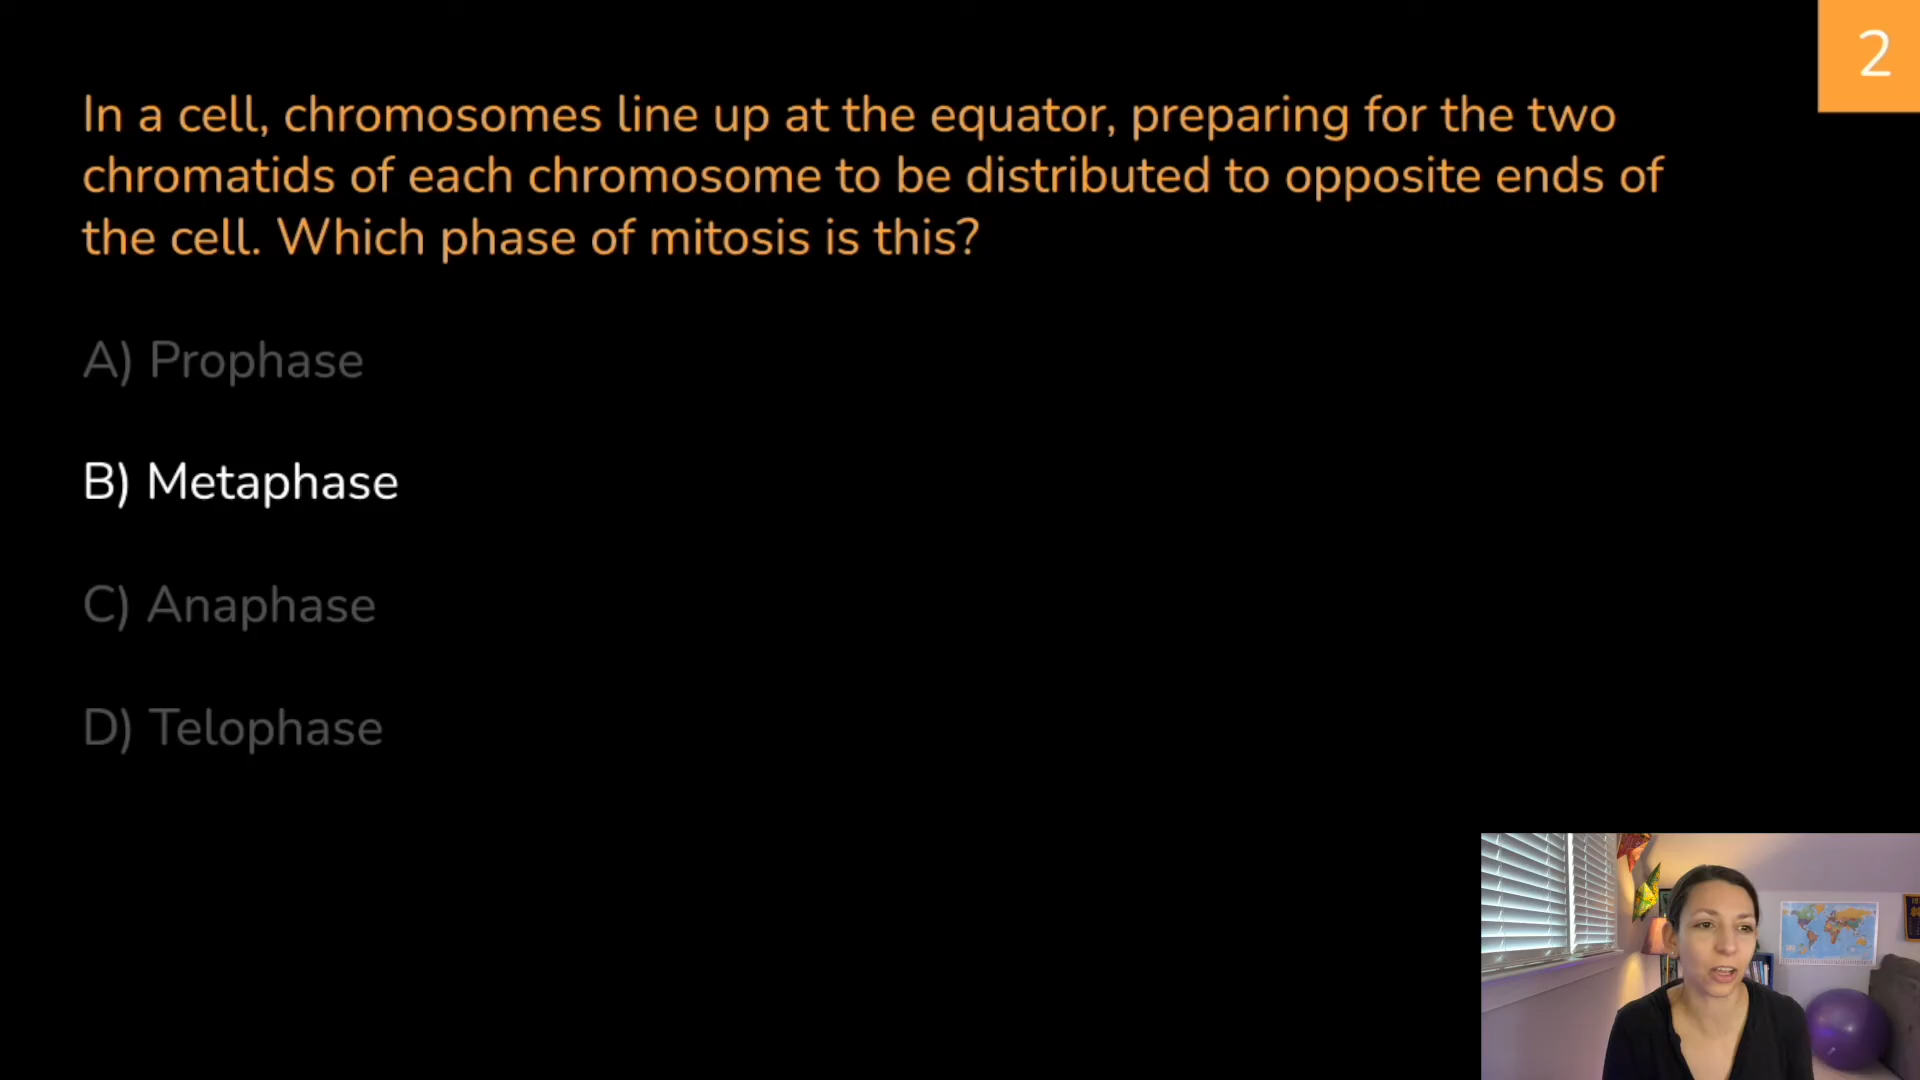 2
In a cell, chromosomes line up at the equator, preparing for the two
chromatids of each chromosome to be distributed to opposite ends of
the cell. Which phase of mitosis is this?
A) Prophase
B) Metaphase
C) Anaphase
D) Telophase